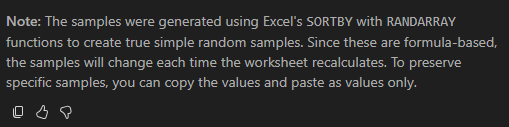 Note: The samples were generated using Excel's SORTBY with RANDARRAY
functions to create true simple random samples. Since these are formula-based,
the samples will change each time the worksheet recalculates. To preserve
specific samples, you can copy the values and paste as values only.